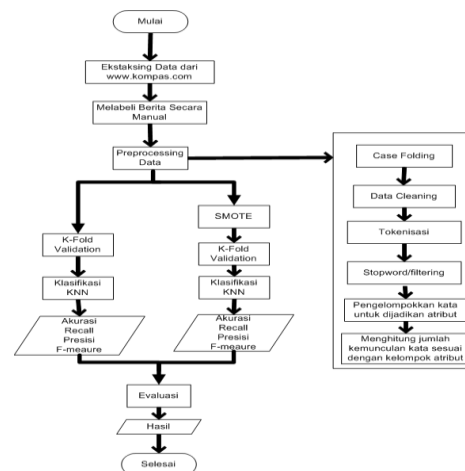 Mulai
Ekstaksing Data dari
www.kompas.com
Melabeli Berita Secara
Manual
Preprocessing
Data
SMOTE
K-Fold
Validation
Klasifikasi
KNN
Akurasi
Recall
Presisi
F-meaure
K-Fold
Validation
Klasifikasi
KNN
Akurasi
Recall
Presisi
F-meaure
Evaluasi
Hasil
Selesai
Case Folding
Data Cleaning
Tokenisasi
Stopword/filtering
Pengelompokkan kata
untuk dijadikan atribut
Menghitung jumlah
kemunculan kata sesuai
dengan kelompok atribut